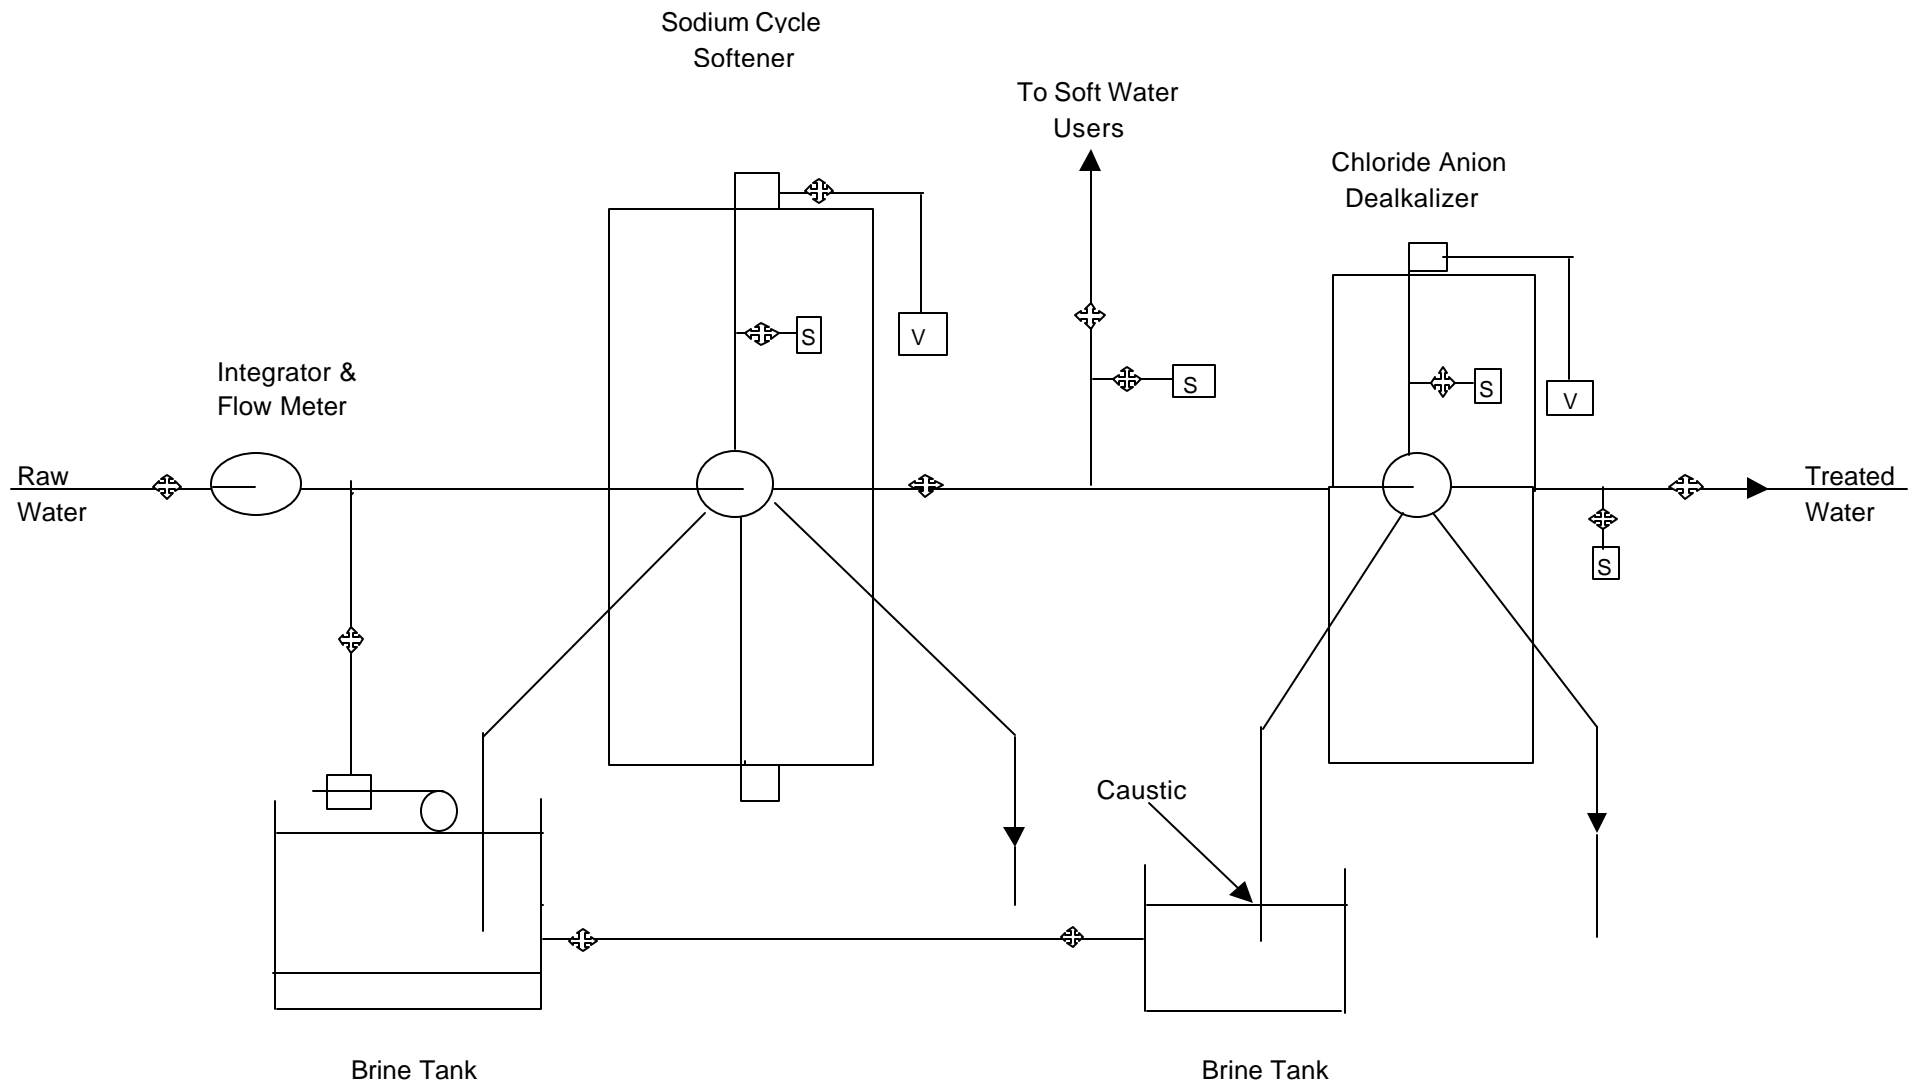 Sodium Cycle
Softener
To Soft Water
Users
Chloride Anion
Dealkalizer
S
V
S
S
V
Integrator &
Flow Meter
Raw
Water
Treated
Water
S
Caustic
Brine Tank
Brine Tank